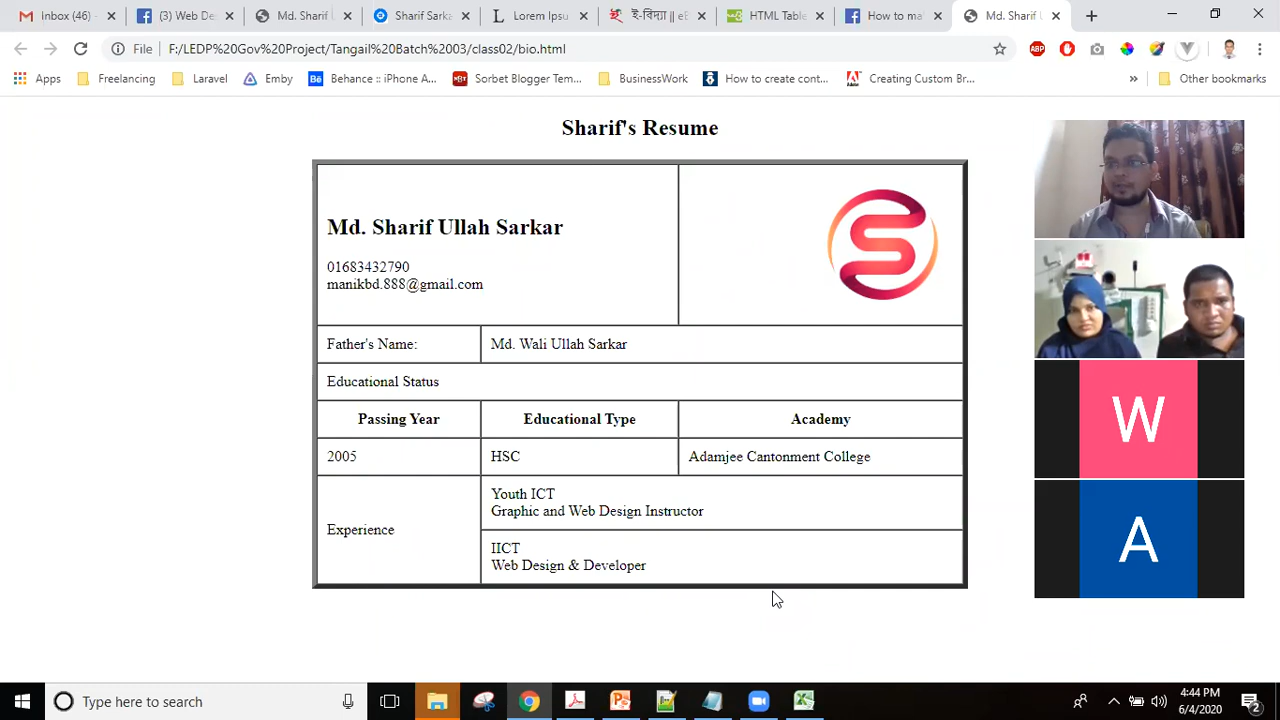 Inbox (46)
(3) Web De
Md. Sharif
Sharif Sarka
Lorem Ipsu
ই-বিদ্যা || eE
HTML Table
How to ma
Md. Sharif
File
F:/LEDP%20Gov%20Project/Tangail%20Batch%2003/class02/bio.html
ABP
Apps
Freelancing
Laravel
Emby
Behance :: iPhone A...
Sorbet Blogger Tem...
BusinessWork
How to create cont...
Creating Custom Br...
Other bookmarks
Sharif's Resume
Md. Sharif Ullah Sarkar
01683432790
manikbd.888@gmail.com
S
Father's Name:
Md. Wali Ullah Sarkar
Educational Status
Passing Year
Educational Type
Academy
2005
HSC
Adamjee Cantonment College
Experience
Youth ICT
Graphic and Web Design Instructor
IICT
Web Design & Developer
W
A
Type here to search
4:44 PM
6/4/2020
2